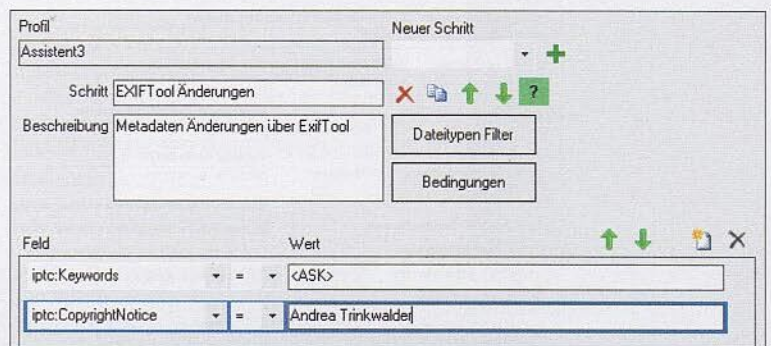 Profil
Neuer Schritt
Assistent3
Schritt EXIFTool Änderungen
?
Beschreibung Metadaten Änderungen über ExifTool
Dateitypen Filter
Bedingungen
Feld Wert
iptc:Keywords = <ASK>
iptc:CopyrightNotice = Andrea Trinkwalder